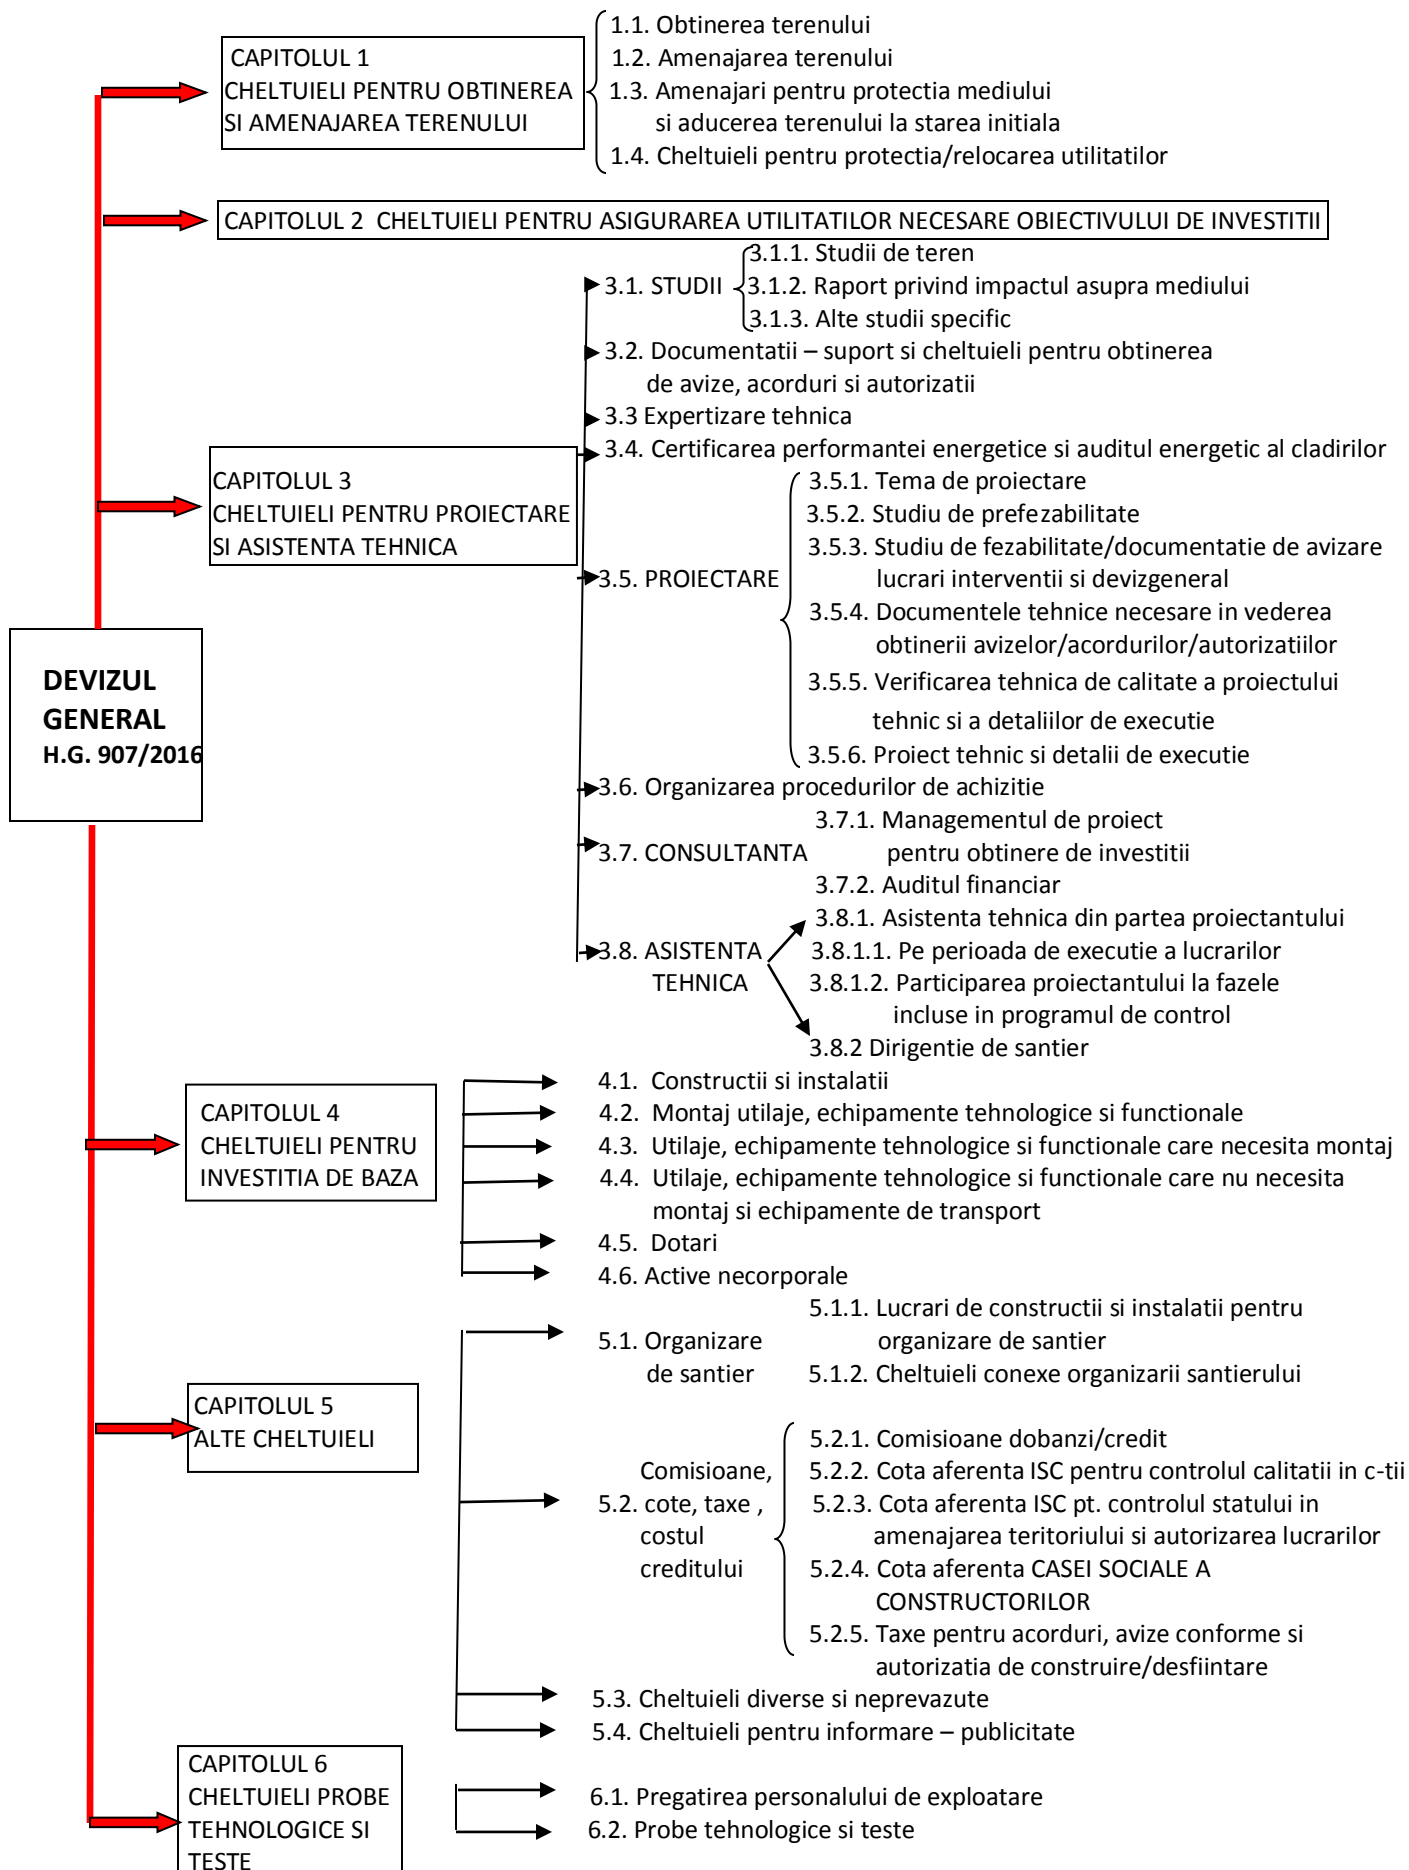 CAPITOLUL 1
CHELTUIELI PENTRU OBTINEREA
SI AMENAJAREA TERENULUI
1.1. Obtinerea terenului
1.2. Amenajarea terenului
1.3. Amenajari pentru protectia mediului
si aducerea terenului la starea initiala
1.4. Cheltuieli pentru protectia/relocarea utilitatilor
CAPITOLUL 2 CHELTUIELI PENTRU ASIGURAREA UTILITATILOR NECESARE OBIECTIVULUI DE INVESTITII
CAPITOLUL 3
CHELTUIELI PENTRU PROIECTARE
SI ASISTENTA TEHNICA
3.1. STUDII
3.1.1. Studii de teren
3.1.2. Raport privind impactul asupra mediului
3.1.3. Alte studii specific
3.2. Documentatii – suport si cheltuieli pentru obtinerea
de avize, acorduri si autorizatii
3.3 Expertizare tehnica
3.4. Certificarea performantei energetice si auditul energetic al cladirilor
3.5. PROIECTARE
3.5.1. Tema de proiectare
3.5.2. Studiu de prefezabilitate
3.5.3. Studiu de fezabilitate/documentatie de avizare
lucrari interventii si devizgeneral
3.5.4. Documentele tehnice necesare in vederea
obtinerii avizelor/acordurilor/autorizatiilor
3.5.5. Verificarea tehnica de calitate a proiectului
tehnic si a detaliilor de executie
3.5.6. Proiect tehnic si detalii de executie
DEVIZUL
GENERAL
H.G. 907/2016
3.6. Organizarea procedurilor de achizitie
3.7. CONSULTANTA
3.7.1. Managementul de proiect
pentru obtinere de investitii
3.7.2. Auditul financiar
3.8. ASISTENTA
TEHNICA
3.8.1. Asistenta tehnica din partea proiectantului
3.8.1.1. Pe perioada de executie a lucrarilor
3.8.1.2. Participarea proiectantului la fazele
incluse in programul de control
3.8.2 Dirigentie de santier
CAPITOLUL 4
CHELTUIELI PENTRU
INVESTITIA DE BAZA
4.1. Constructii si instalatii
4.2. Montaj utilaje, echipamente tehnologice si functionale
4.3. Utilaje, echipamente tehnologice si functionale care necesita montaj
4.4. Utilaje, echipamente tehnologice si functionale care nu necesita
montaj si echipamente de transport
4.5. Dotari
4.6. Active necorporale
CAPITOLUL 5
ALTE CHELTUIELI
5.1. Organizare
de santier
5.1.1. Lucrari de constructii si instalatii pentru
organizare de santier
5.1.2. Cheltuieli conexe organizarii santierului
Comisioane,
5.2. cote, taxe ,
costul
creditului
5.2.1. Comisioane dobanzi/credit
5.2.2. Cota aferenta ISC pentru controlul calitatii in c-tii
5.2.3. Cota aferenta ISC pt. controlul statului in
amenajarea teritoriului si autorizarea lucrarilor
5.2.4. Cota aferenta CASEI SOCIALE A
CONSTRUCTORILOR
5.2.5. Taxe pentru acorduri, avize conforme si
autorizatia de construire/desfiintare
5.3. Cheltuieli diverse si neprevazute
5.4. Cheltuieli pentru informare – publicitate
CAPITOLUL 6
CHELTUIELI PROBE
TEHNOLOGICE SI
TESTE
6.1. Pregatirea personalului de exploatare
6.2. Probe tehnologice si teste